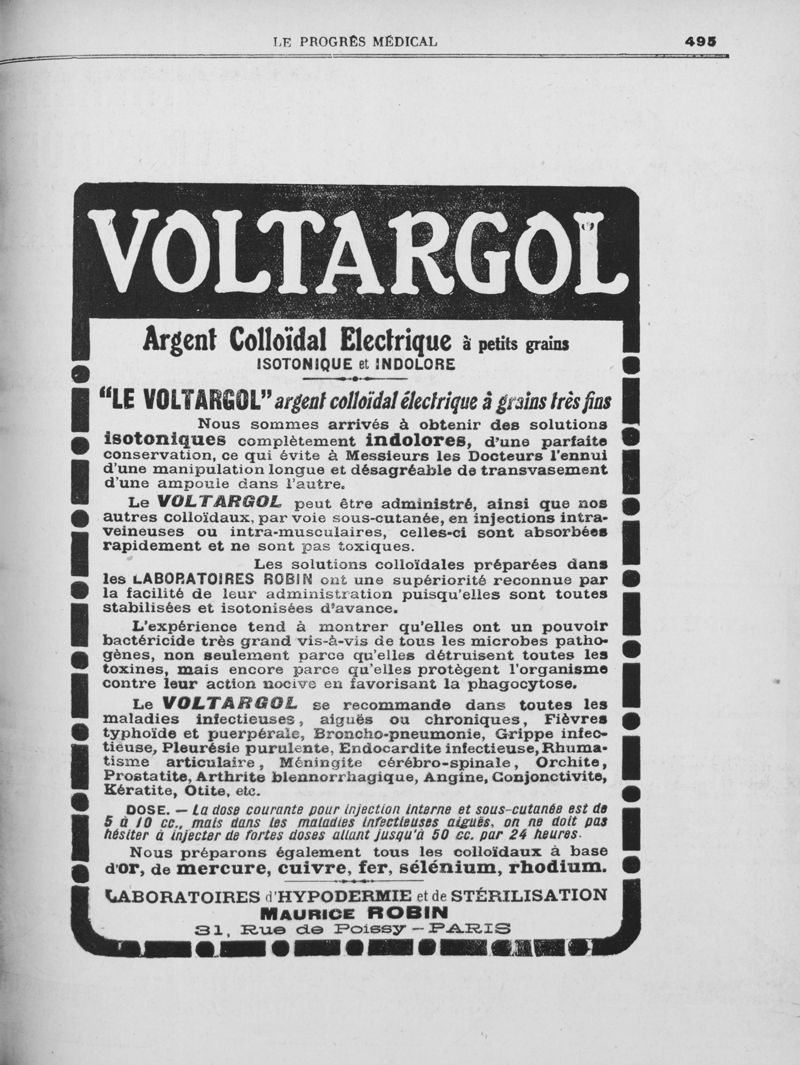 LE PROGRÈS MÉDICAL
495
VOLTARGOL
Argent Colloïdal Electrique à petits grains
ISOTONIQUE et INDOLORE
“LE VOLTARGOL” argent colloïdal électrique à grains très fins
Nous sommes arrivés à obtenir des solutions
isotoniques complètement indolores, d'une parfaite
conservation, ce qui évite à Messieurs les Docteurs l'ennui
d'une manipulation longue et désagréable de transvasement
d'une ampoule dans l'autre.
Le VOLTARGOL peut être administré, ainsi que nos
autres colloïdaux, par voie sous-cutanée, en injections intra-
veineuses ou intra-musculaires, celles-ci sont absorbées
rapidement et ne sont pas toxiques.
Les solutions colloïdales préparées dans
les LABORATOIRES ROBIN ont une supériorité reconnue par
la facilité de leur administration puisqu'elles sont toutes
stabilisées et isotonisées d'avance.
L'expérience tend à montrer qu'elles ont un pouvoir
bactéricide très grand vis-à-vis de tous les microbes patho-
gènes, non seulement parce qu'elles détruisent toutes les
toxines, mais encore parce qu'elles protègent l'organisme
contre leur action nocive en favorisant la phagocytose.
Le VOLTARGOL se recommande dans toutes les
maladies infectieuses, aiguës ou chroniques, Fièvres
typhoïde et puerpérale, Broncho-pneumonie, Grippe infec-
tieuse, Pleurésie purulente, Endocardite infectieuse, Rhuma-
tisme articulaire, Méningite cérébro-spinale, Orchite,
Prostatite, Arthrite blennorrhagique, Angine, Conjonctivite,
Kératite, Otite, etc.
DOSE. — La dose courante pour injection interne et sous-cutanée est de
5 à 10 cc., mais dans les maladies infectieuses aiguës, on ne doit pas
hésiter à injecter de fortes doses allant jusqu'à 50 cc. par 24 heures.
Nous préparons également tous les colloïdaux à base
d'or, de mercure, cuivre, fer, sélénium, rhodium.
LABORATOIRES d'HYPODERMIE et de STÉRILISATION
MAURICE ROBIN
31, Rue de Poissy — PARIS